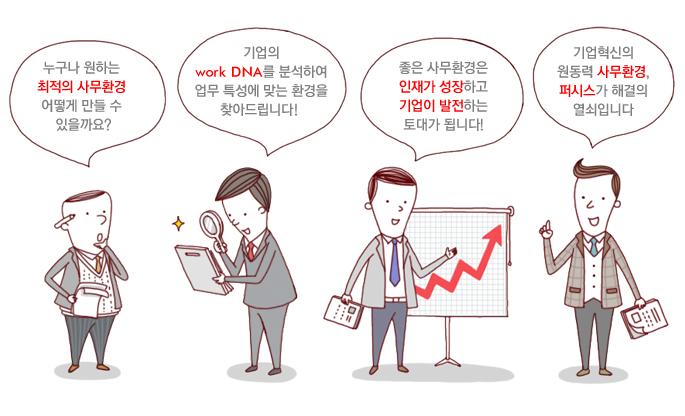 누구나 원하는
최적의 사무환경
어떻게 만들 수
있을까요?
기업의
work DNA를 분석하여
업무 특성에 맞는 환경을
찾아드립니다!
좋은 사무환경은
인재가 성장하고
기업이 발전하는
토대가 됩니다!
기업혁신의
원동력 사무환경,
퍼시스가 해결의
열쇠입니다